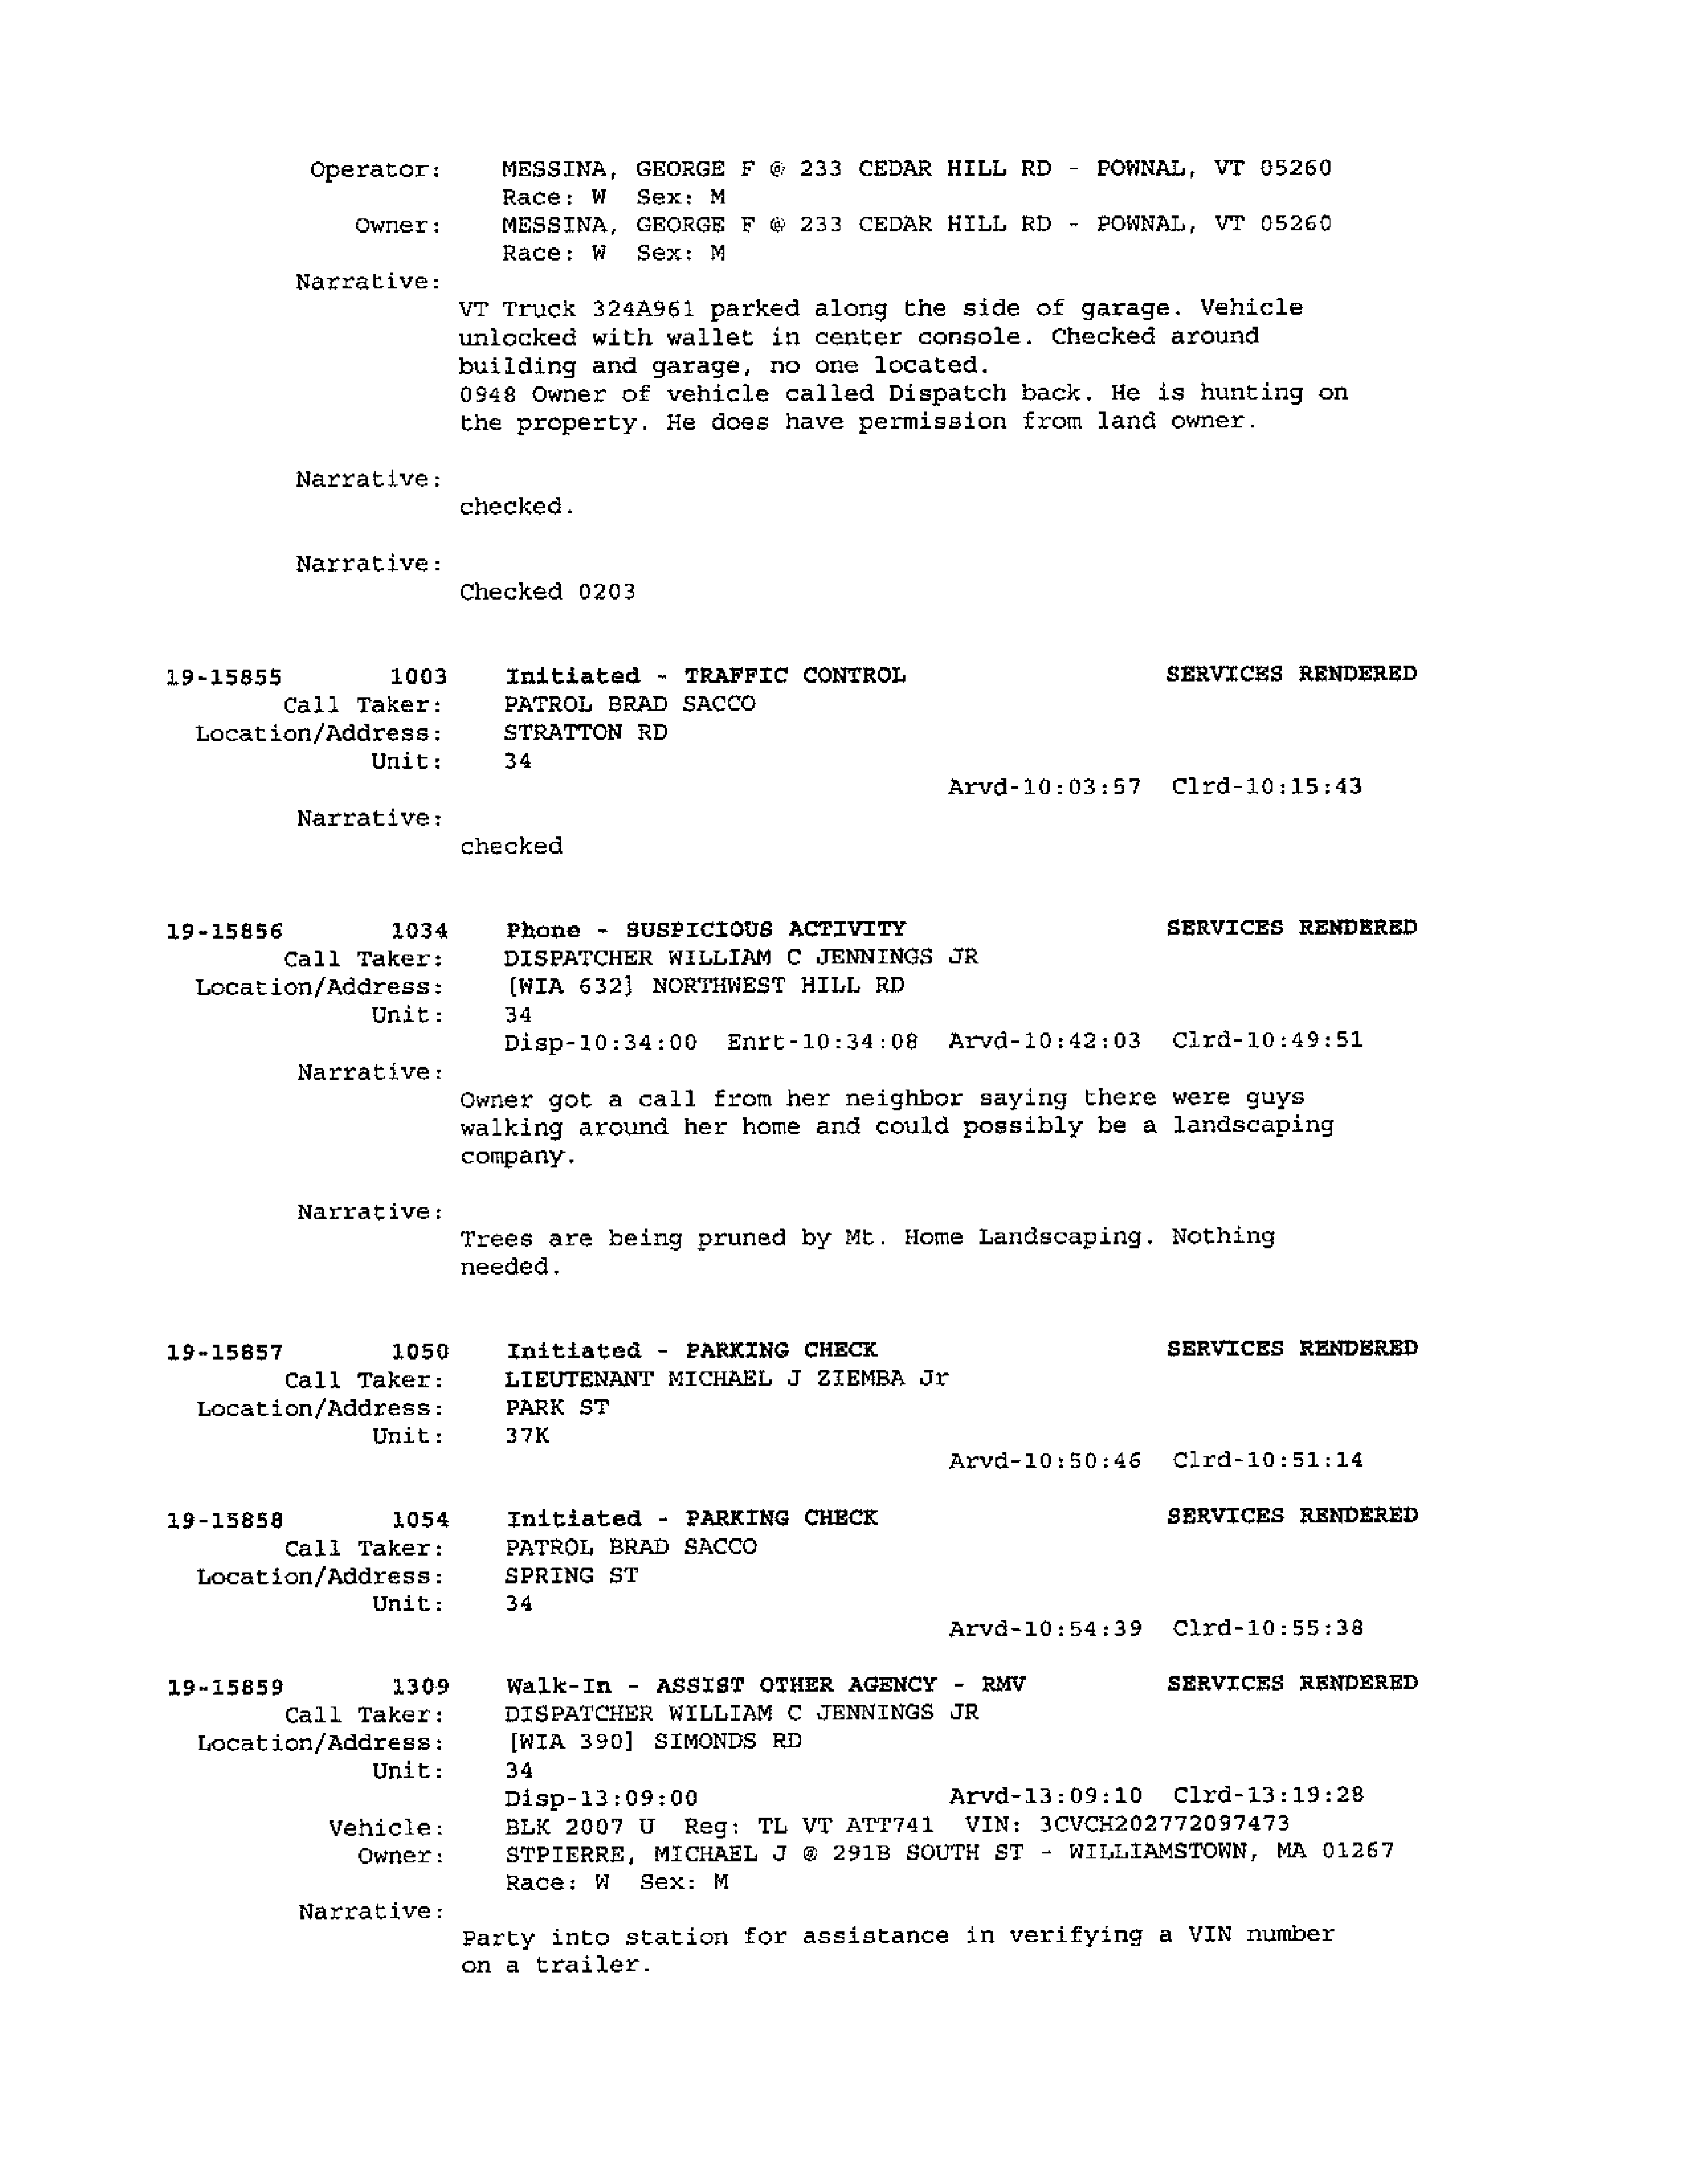 Operator: MESSINA, GEORGE F @ 233 CEDAR HILL RD - POWNAL, VT 05260
Race: W Sex: M
Owner: MESSINA, GEORGE F @ 233 CEDAR HILL RD - POWNAL, VT 05260
Race: W Sex: M
Narrative:
VT Truck 324A961 parked along the side of garage. Vehicle
unlocked with wallet in center console. Checked around
building and garage, no one located.
0948 Owner of vehicle called Dispatch back. He is hunting on
the property. He does have permission from land owner.
Narrative:
checked.
Narrative:
Checked 0203
19-15855 1003 Initiated - TRAFFIC CONTROL SERVICES RENDERED
Call Taker: PATROL BRAD SACCO
Location/Address: STRATTON RD
Unit: 34
Arvd-10:03:57 Clrd-10:15:43
Narrative:
checked
19-15856 1034 Phone - SUSPICIOUS ACTIVITY SERVICES RENDERED
Call Taker: DISPATCHER WILLIAM C JENNINGS JR
Location/Address: [WIA 632] NORTHWEST HILL RD
Unit: 34
Disp-10:34:00 Enrt-10:34:08 Arvd-10:42:03 Clrd-10:49:51
Narrative:
Owner got a call from her neighbor saying there were guys
walking around her home and could possibly be a landscaping
company.
Narrative:
Trees are being pruned by Mt. Home Landscaping. Nothing
needed.
19-15857 1050 Initiated - PARKING CHECK SERVICES RENDERED
Call Taker: LIEUTENANT MICHAEL J ZIEMBA Jr
Location/Address: PARK ST
Unit: 37K
Arvd-10:50:46 Clrd-10:51:14
19-15858 1054 Initiated - PARKING CHECK SERVICES RENDERED
Call Taker: PATROL BRAD SACCO
Location/Address: SPRING ST
Unit: 34
Arvd-10:54:39 Clrd-10:55:38
19-15859 1309 Walk-In - ASSIST OTHER AGENCY - RMV SERVICES RENDERED
Call Taker: DISPATCHER WILLIAM C JENNINGS JR
Location/Address: [WIA 390] SIMONDS RD
Unit: 34
Disp-13:09:00 Arvd-13:09:10 Clrd-13:19:28
Vehicle: BLK 2007 U Reg: TL VT ATT741 VIN: 3CVCH202772097473
Owner: STPIERRE, MICHAEL J @ 291B SOUTH ST - WILLIAMSTOWN, MA 01267
Race: W Sex: M
Narrative:
Party into station for assistance in verifying a VIN number
on a trailer.